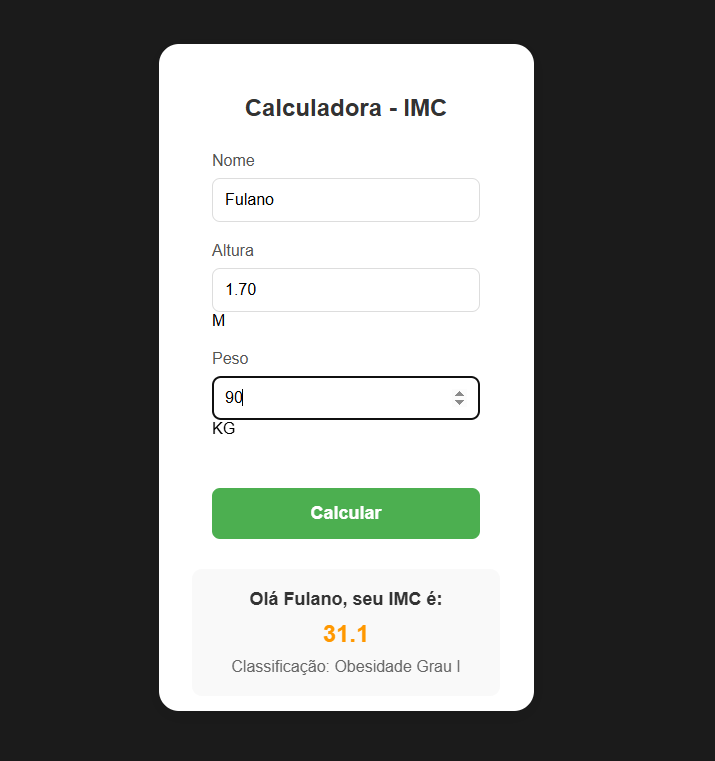 Calculadora - IMC
Nome
Fulano
Altura
1.70
M
Peso
90
KG
Calcular
Olá Fulano, seu IMC é:
31.1
Classificação: Obesidade Grau I